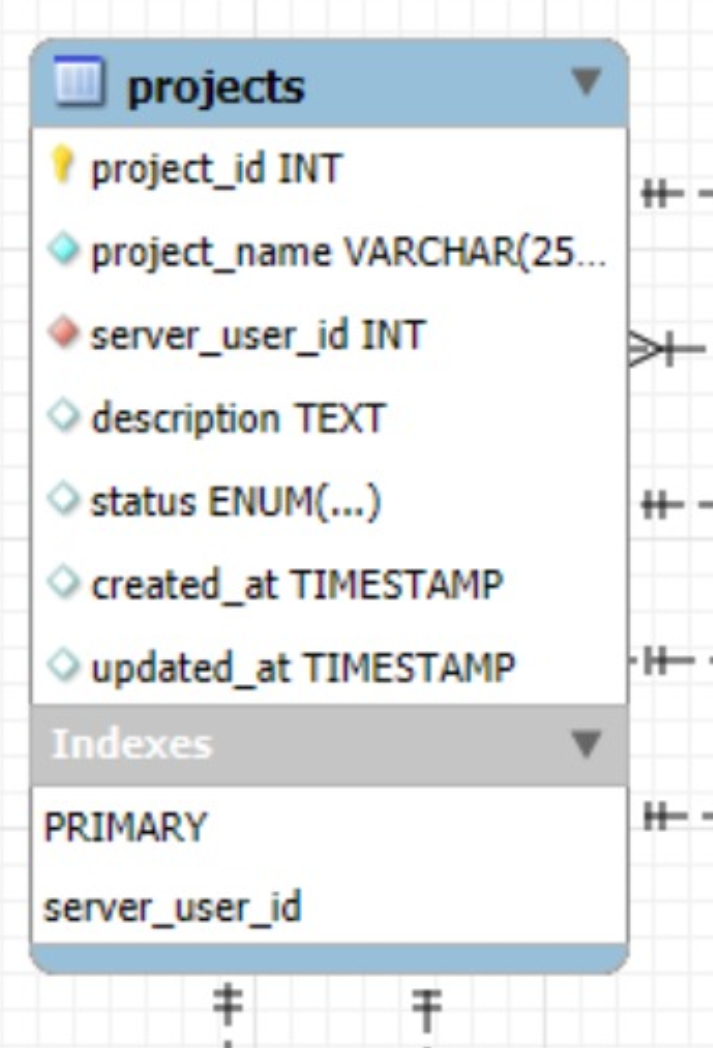 projects
project_id INT
project_name VARCHAR(25...
server_user_id INT
description TEXT
status ENUM(...)
created_at TIMESTAMP
updated_at TIMESTAMP
Indexes
PRIMARY
server_user_id